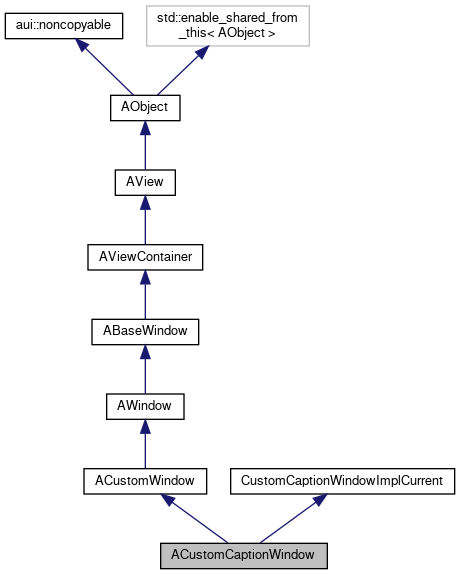 aui::noncopyable
std::enable_shared_from
_this< AObject >
AObject
AView
AViewContainer
ABaseWindow
AWindow
ACustomWindow
CustomCaptionWindowImplCurrent
ACustomCaptionWindow